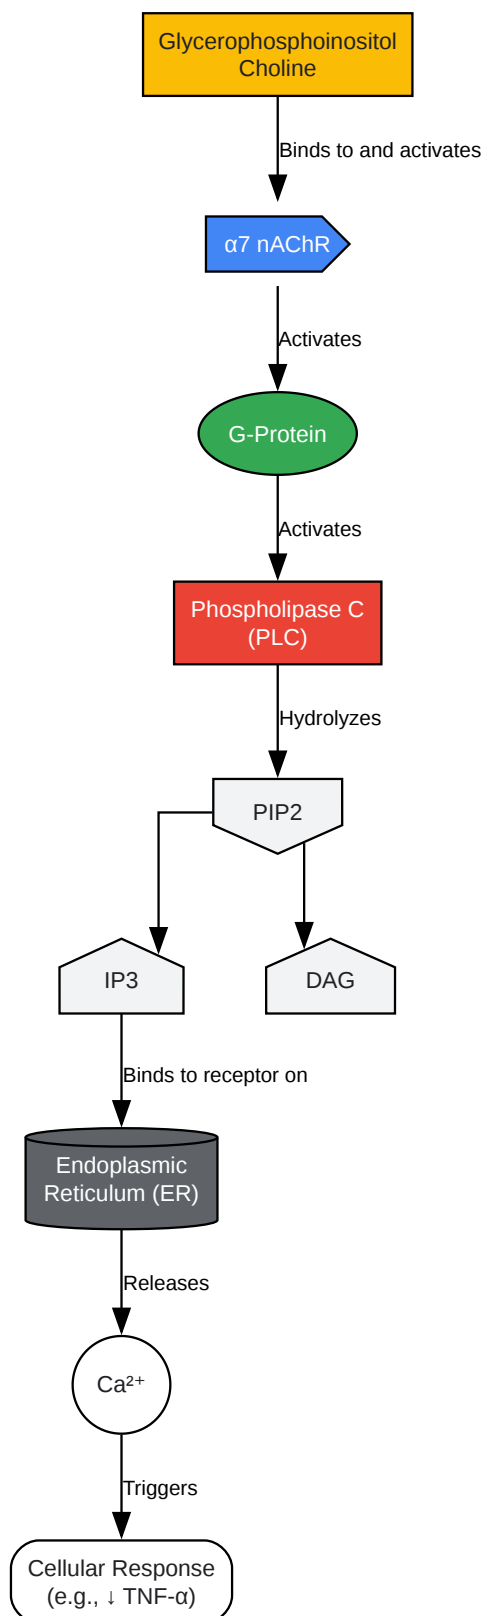 Glycerophosphoinositol
Choline
Binds to and activates
α7 nAChR
Activates
G-Protein
Activates
Phospholipase C
(PLC)
Hydrolyzes
PIP2
IP3
DAG
Binds to receptor on
Endoplasmic
Reticulum (ER)
Releases
Ca²⁺
Triggers
Cellular Response
(e.g., ↓ TNF-α)